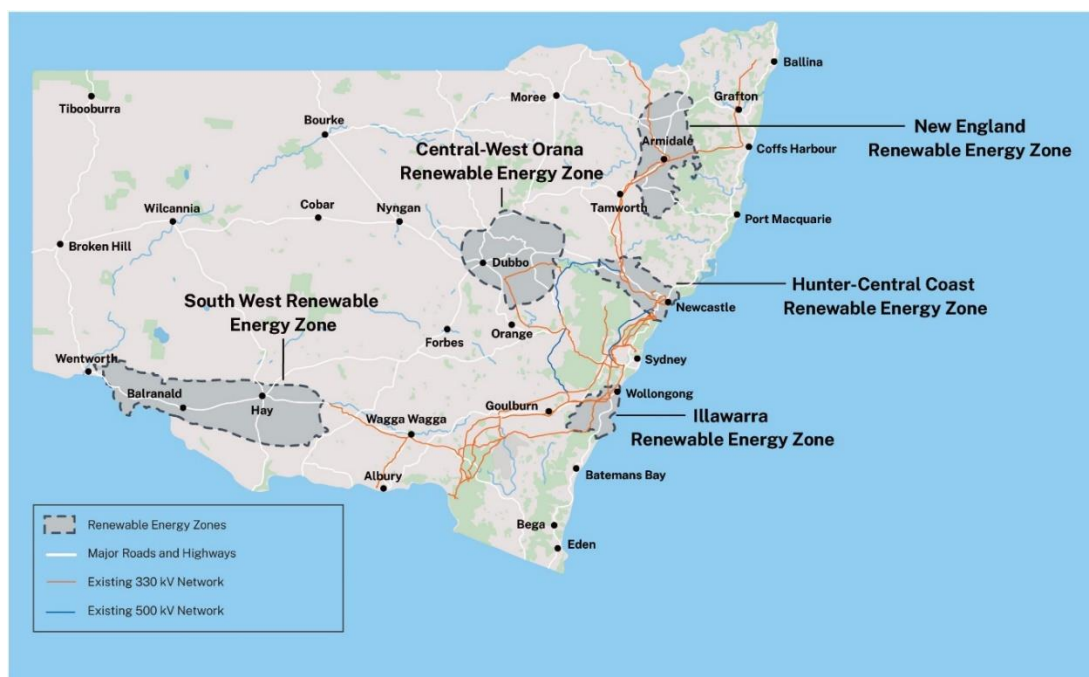 Ballina
Tibooburra
Moree
Grafton
Bourke
New England
Renewable Energy Zone
Armidale
Coffs Harbour
Central-West Orana
Renewable Energy Zone
Tamworth
Wilcannia
Cobar
Nyngan
Port Macquarie
Broken Hill
Dubbo
Hunter-Central Coast
Renewable Energy Zone
South West Renewable
Energy Zone
Newcastle
Orange
Forbes
Wentworth
Sydney
Balranald
Hay
Wollongong
Goulburn
Wagga Wagga
Illawarra
Renewable Energy Zone
Albury
Batemans Bay
Bega
Eden
Renewable Energy Zones
Major Roads and Highways
Existing 330 kV Network
Existing 500 kV Network